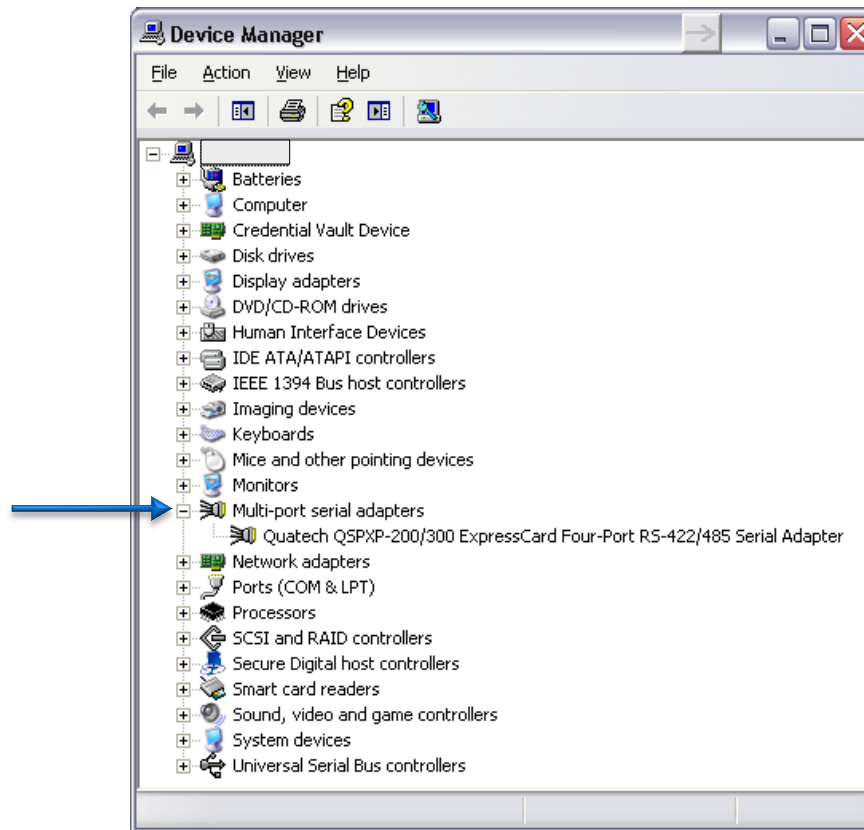 Device Manager
File Action View Help
Batteries
Computer
Credential Vault Device
Disk drives
Display adapters
DVD/CD-ROM drives
Human Interface Devices
IDE ATA/ATAPI controllers
IEEE 1394 Bus host controllers
Imaging devices
Keyboards
Mice and other pointing devices
Monitors
Multi-port serial adapters
Quatech QSPXP-200/300 ExpressCard Four-Port RS-422/485 Serial Adapter
Network adapters
Ports (COM & LPT)
Processors
SCSI and RAID controllers
Secure Digital host controllers
Smart card readers
Sound, video and game controllers
System devices
Universal Serial Bus controllers